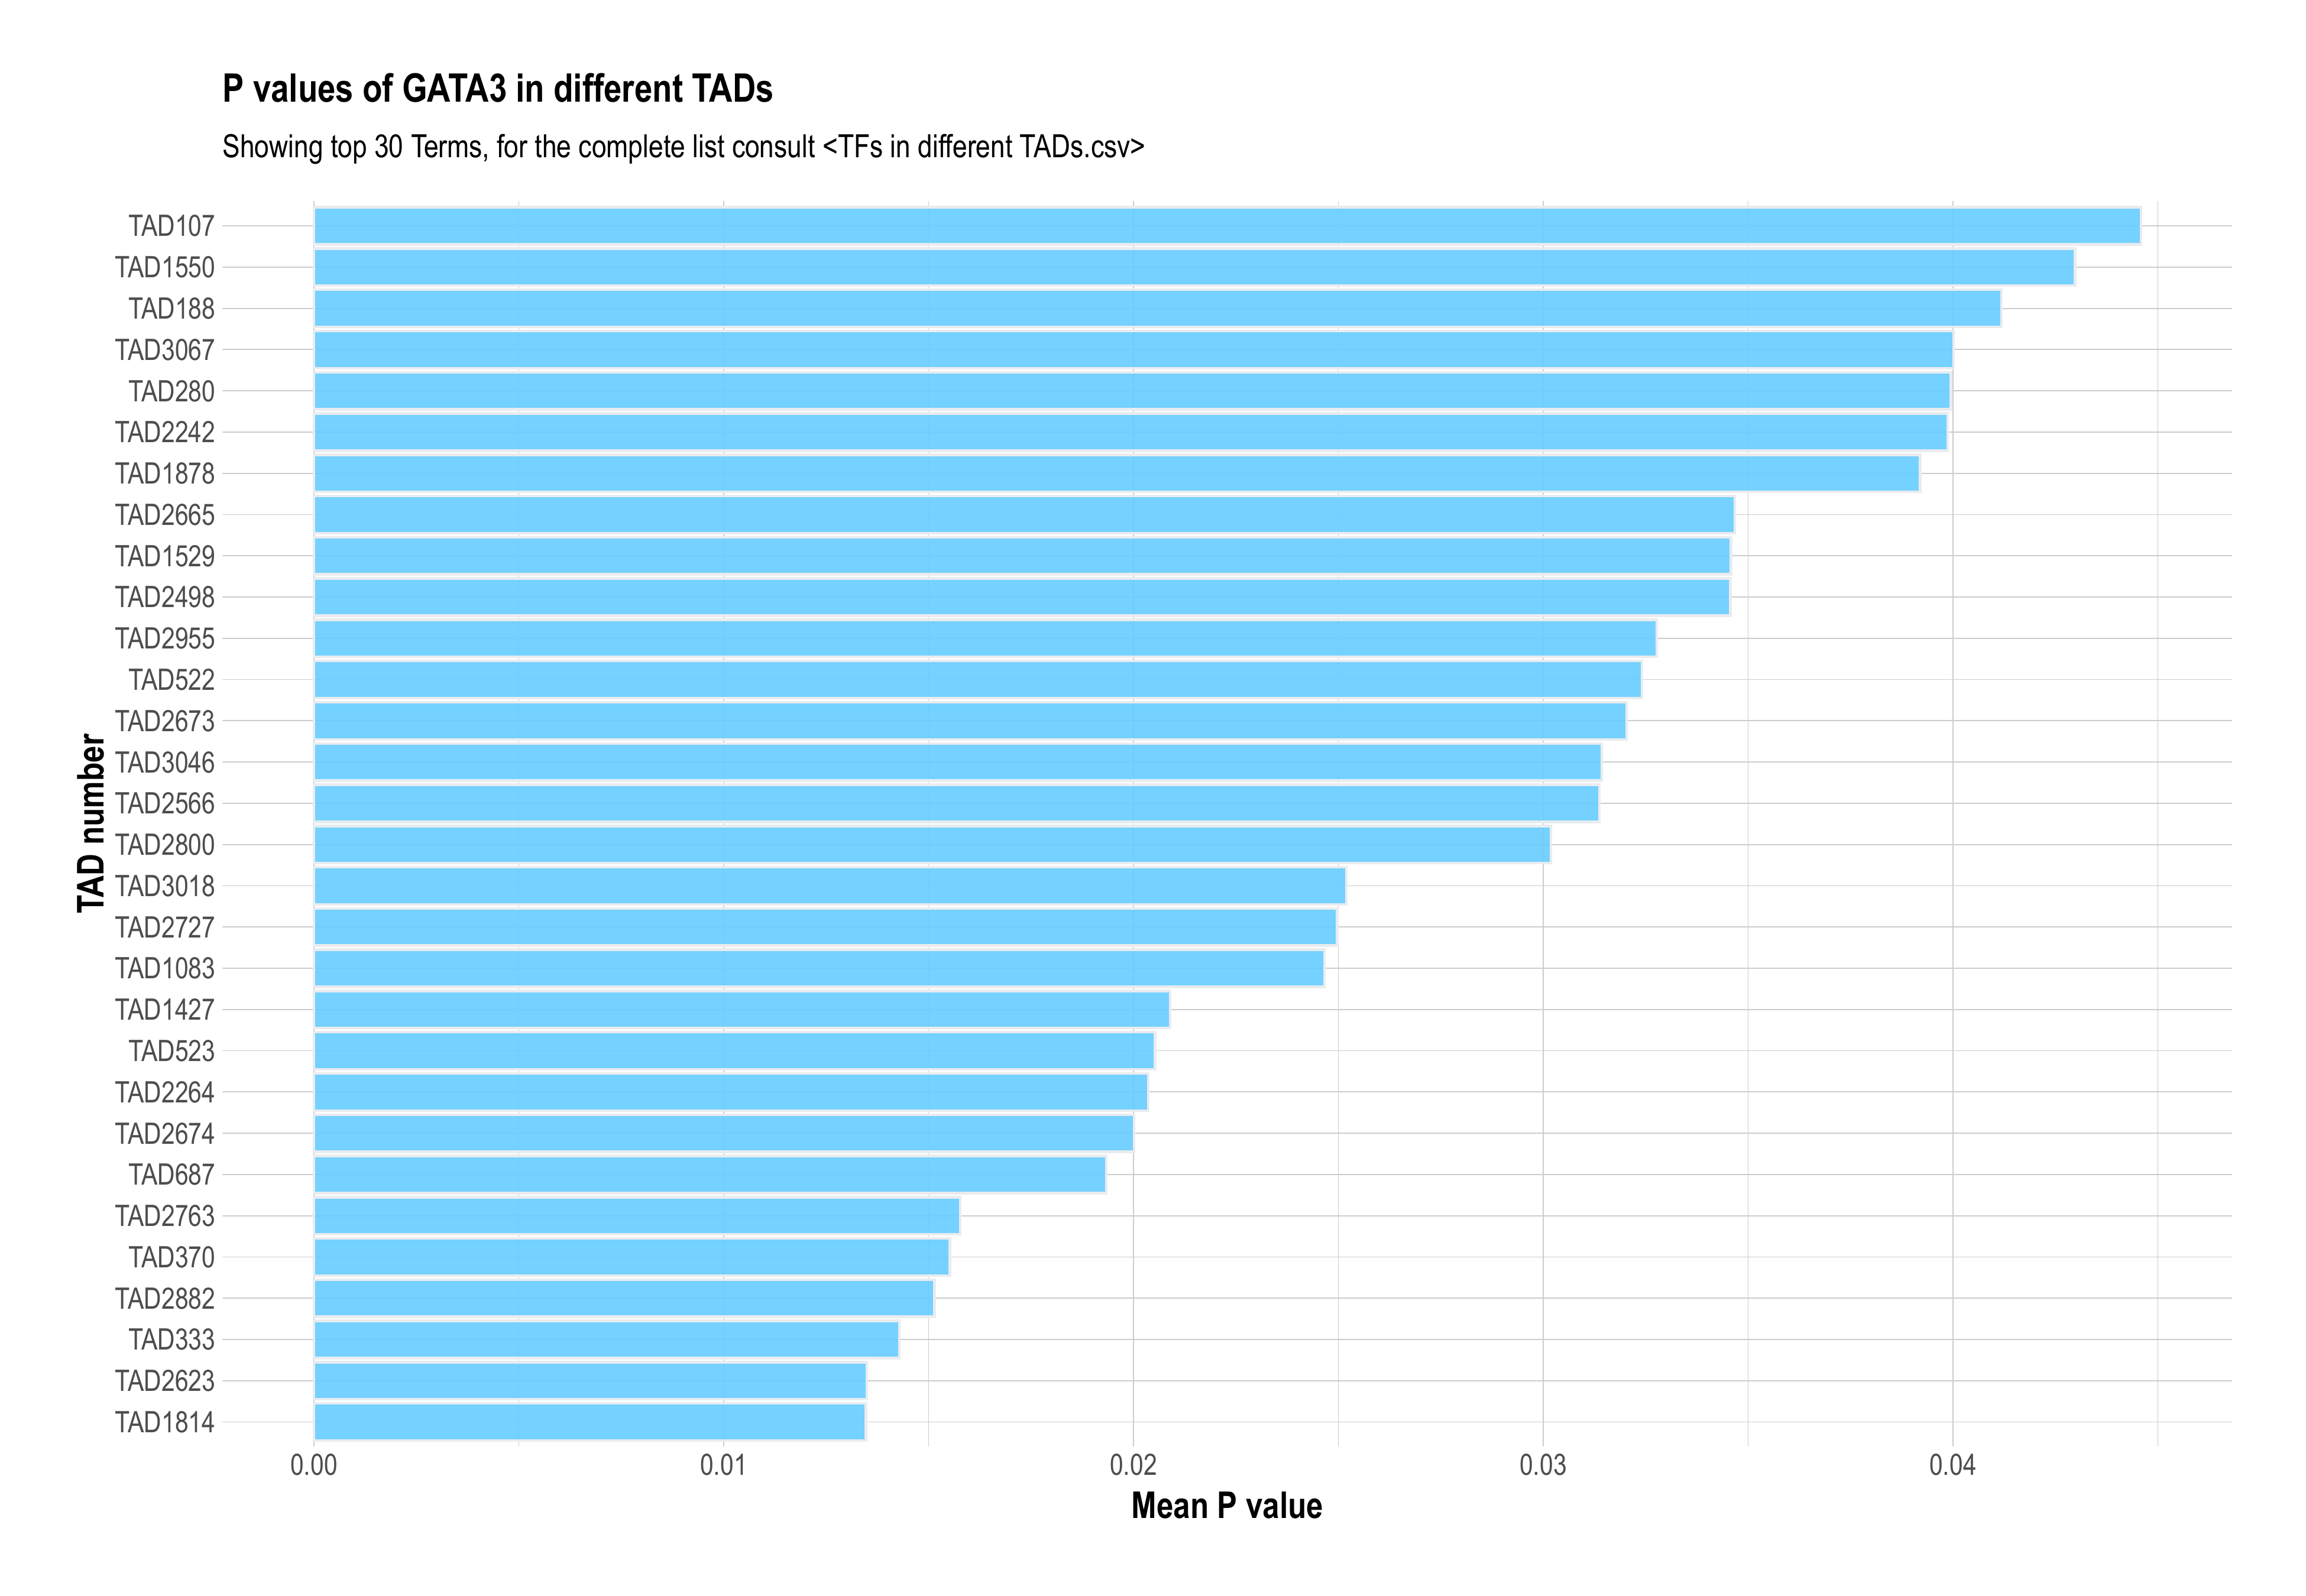 P values of GATA3 in different TADs
Showing top 30 Terms, for the complete list consult <TFs in different TADs.csv>
TAD number
TAD107
TAD1550
TAD188
TAD3067
TAD280
TAD2242
TAD1878
TAD2665
TAD1529
TAD2498
TAD2955
TAD522
TAD2673
TAD3046
TAD2566
TAD2800
TAD3018
TAD2727
TAD1083
TAD1427
TAD523
TAD2264
TAD2674
TAD687
TAD2763
TAD370
TAD2882
TAD333
TAD2623
TAD1814
0.00 0.01 0.02 0.03 0.04
Mean P value